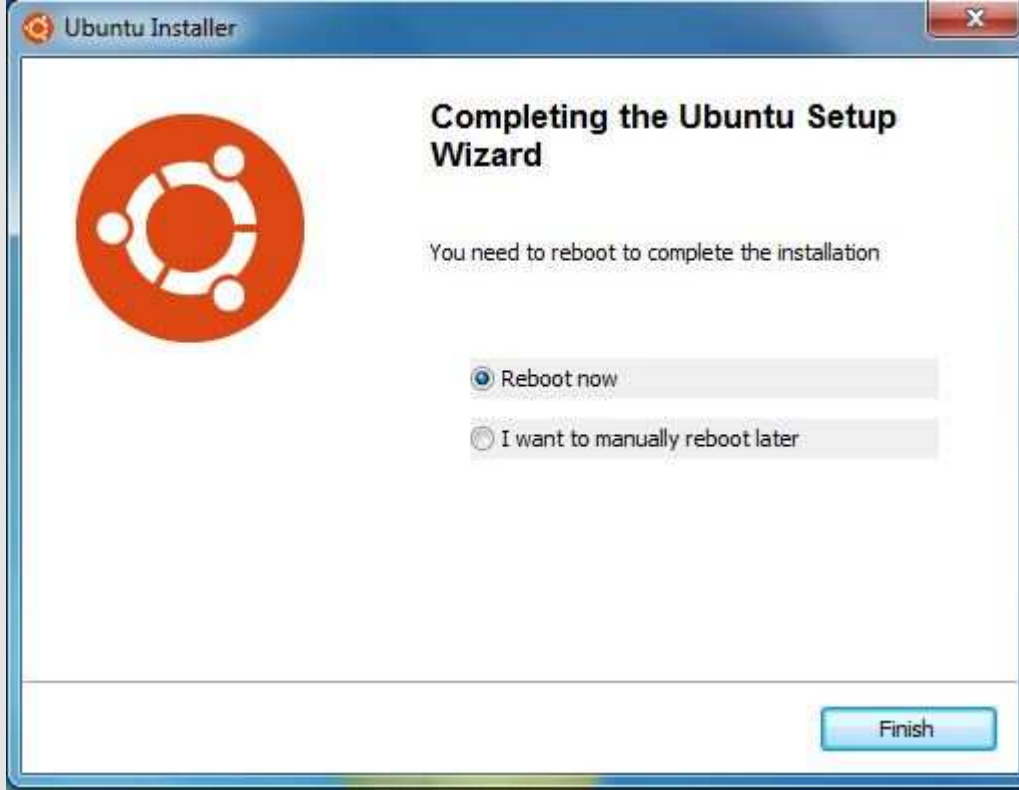 Ubuntu Installer
Completing the Ubuntu Setup
Wizard
You need to reboot to complete the installation
Reboot now
I want to manually reboot later
Finish